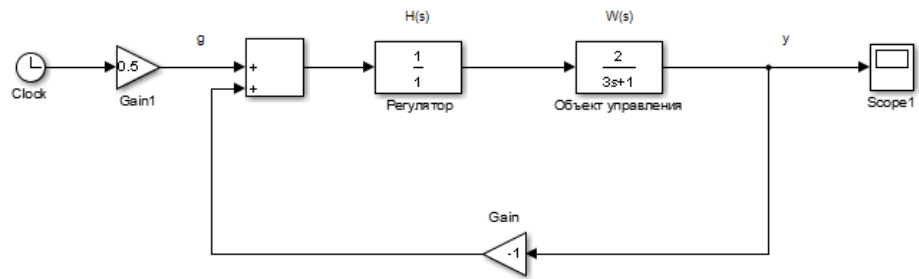 H(s)
W(s)
g
y
0.5
+
+
1
1
2
3s+1
Clock
Gain1
Регулятор
Объект управления
Scope1
Gain
-1